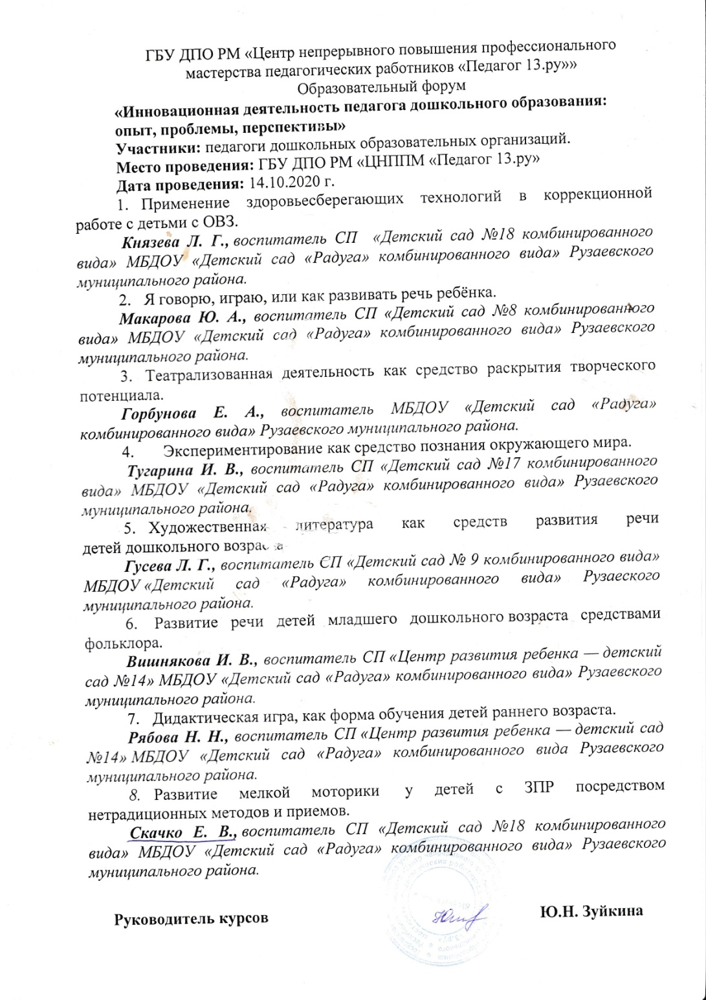 ГБУ ДПО РМ «Центр непрерывного повышения профессионального
мастерства педагогических работников «Педагог 13.ру»»
Образовательный форум
«Инновационная деятельность педагога дошкольного образования:
опыт, проблемы, перспективы»
Участники: педагоги дошкольных образовательных организаций.
Место проведения: ГБУ ДПО РМ «ЦНППМ «Педагог 13.ру»
Дата проведения: 14.10.2020 г.
1. Применение здоровьесберегающих технологий в коррекционной
работе с детьми с ОВЗ.
Князева Л. Г., воспитатель СП «Детский сад №18 комбинированного
вида» МБДОУ «Детский сад «Радуга» комбинированного вида» Рузаевского
муниципального района.
2. Я говорю, играю, или как развивать речь ребёнка.
Макарова Ю. А., воспитатель СП «Детский сад №8 комбинированного
вида» МБДОУ «Детский сад «Радуга» комбинированного вида» Рузаевского
муниципального района.
3. Театрализованная деятельность как средство раскрытия творческого
потенциала.
Горбунова Е. А., воспитатель МБДОУ «Детский сад «Радуга»
комбинированного вида» Рузаевского муниципального района.
4. Экспериментирование как средство познания окружающего мира.
Тугарина И. В., воспитатель СП «Детский сад №17 комбинированного
вида» МБДОУ «Детский сад «Радуга» комбинированного вида» Рузаевского
муниципального района.
5. Художественная литература как средств развития речи
детей дошкольного возраста
Гусева Л. Г., воспитатель СП «Детский сад № 9 комбинированного вида»
МБДОУ «Детский сад «Радуга» комбинированного вида» Рузаеского
муниципального района.
6. Развитие речи детей младшего дошкольного возраста средствами
фольклора.
Вишнякова И. В., воспитатель СП «Центр развития ребенка — детский
сад №14» МБДОУ «Детский сад «Радуга» комбинированного вида» Рузаевского
муниципального района.
7. Дидактическая игра, как форма обучения детей раннего возраста.
Рябова Н. Н., воспитатель СП «Центр развития ребенка — детский сад
№14» МБДОУ «Детский сад «Радуга» комбинированного вида Рузаевского
муниципального района.
8. Развитие мелкой моторики у детей с ЗПР посредством
нетрадиционных методов и приемов.
Скачко Е. В., воспитатель СП «Детский сад №18 комбинированного
вида» МБДОУ «Детский сад «Радуга» комбинированного вида» Рузаевского
муниципального района.
Руководитель курсов Ю.Н. Зуйкина